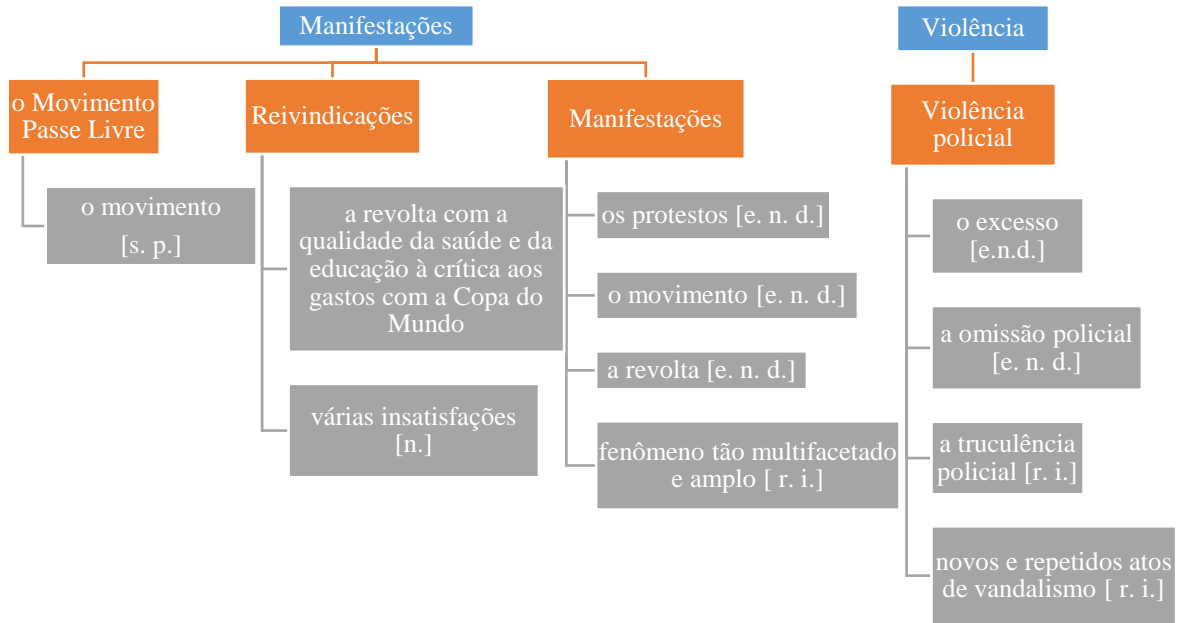 Manifestações
o Movimento
Passe Livre
o movimento
[s. p.]
Reivindicações
a revolta com a
qualidade da saúde e da
educação à crítica aos
gastos com a Copa do
Mundo
várias insatisfações
[n.]
Manifestações
os protestos [e. n. d.]
o movimento [e. n. d.]
a revolta [e. n. d.]
fenômeno tão multifacetado
e amplo [ r. i.]
Violência
Violência
policial
o excesso
[e.n.d.]
a omissão policial
[e. n. d.]
a truculência
policial [r. i.]
novos e repetidos atos
de vandalismo [ r. i.]